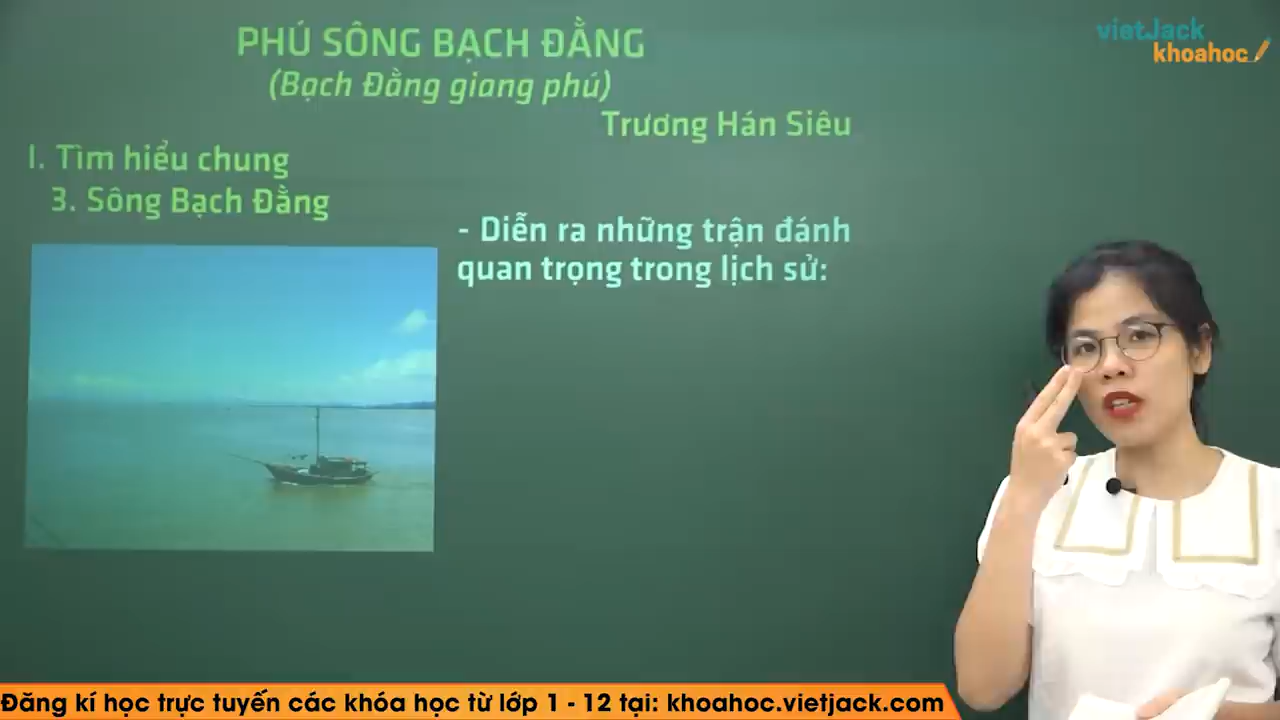 PHÚ SÔNG BẠCH ĐẰNG
(Bạch Đằng giang phú)
Trương Hán Siêu
I. Tìm hiểu chung
3. Sông Bạch Đằng
- Diễn ra những trận đánh
quan trọng trong lịch sử:
vietJack
khoahoc
Đăng kí học trực tuyến các khóa học từ lớp 1 - 12 tại: khoahoc.vietjack.com